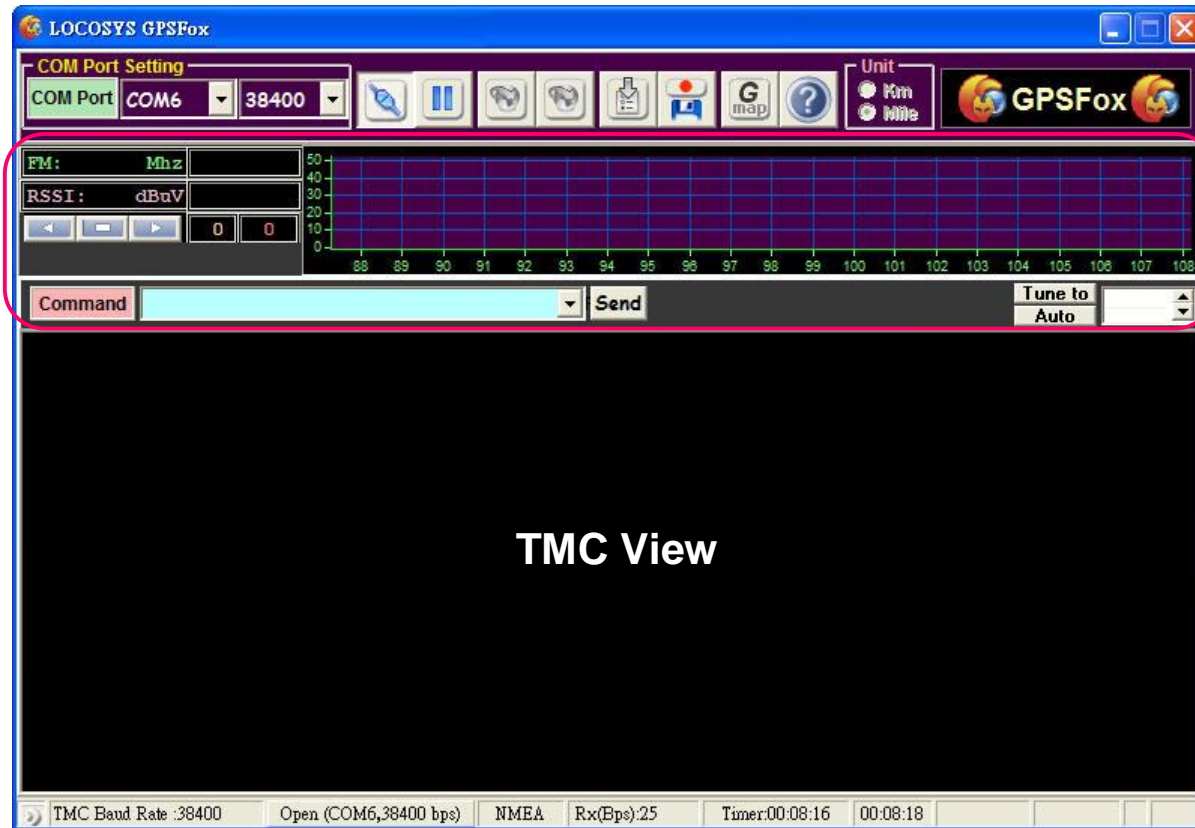 LOCOSYS GPSFox
COM Port Setting
COM Port COM6 38400
G map
?
Unit
Km
Mile
GPSFox
FM: Mhz
RSSI: dBuV
0 0
50
40
30
20
10
0
88 89 90 91 92 93 94 95 96 97 98 99 100 101 102 103 104 105 106 107 108
Command Send
Tune to
Auto
TMC View
TMC Baud Rate :38400 Open (COM6,38400 bps) NMEA Rx(Bps):25 Timer:00:08:16 00:08:18